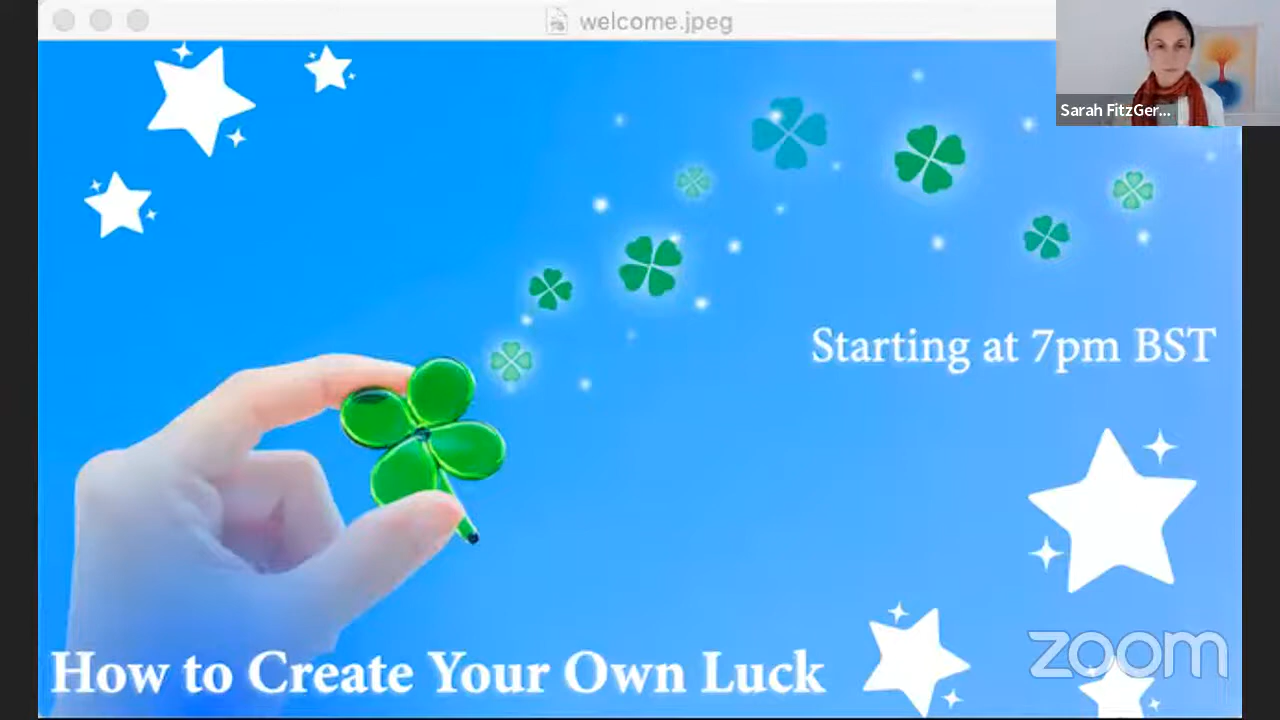 welcome.jpeg
Sarah FitzGer...
Starting at 7pm BST
How to Create Your Own Luck
zoom